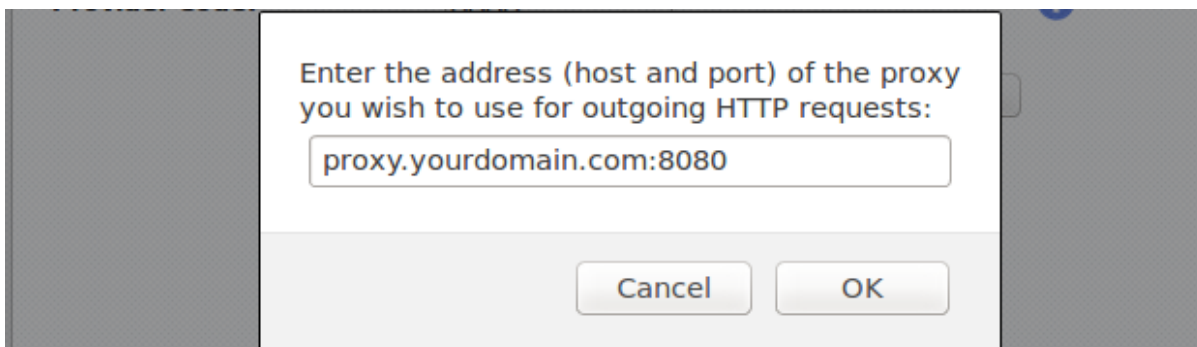 Enter the address (host and port) of the proxy
you wish to use for outgoing HTTP requests:
proxy.yourdomain.com:8080
Cancel OK